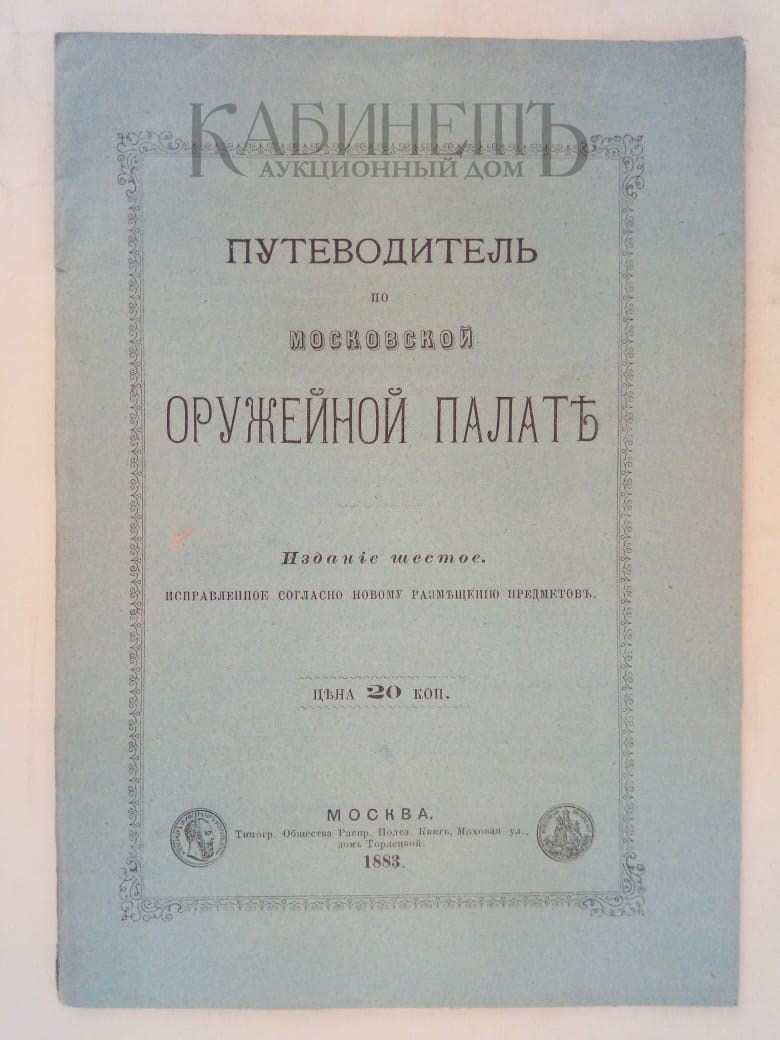 КАБИНЕТЪ
АУКЦИОННЫЙ ДОМ
ПУТЕВОДИТЕЛЬ
ПО
МОСКОВСКОЙ
ОРУЖЕЙНОЙ ПАЛАТѢ
Изданіе шестое.
ИСПРАВЛЕННОЕ СОГЛАСНО НОВОМУ РАЗМѢЩЕНІЮ ПРЕДМЕТОВЪ.
ЦѢНА 20 КОП.
МОСКВА.
Типогр. Общества Распр. Полез. Книгъ, Моховая ул.,
домъ Торлецкой.
1883.